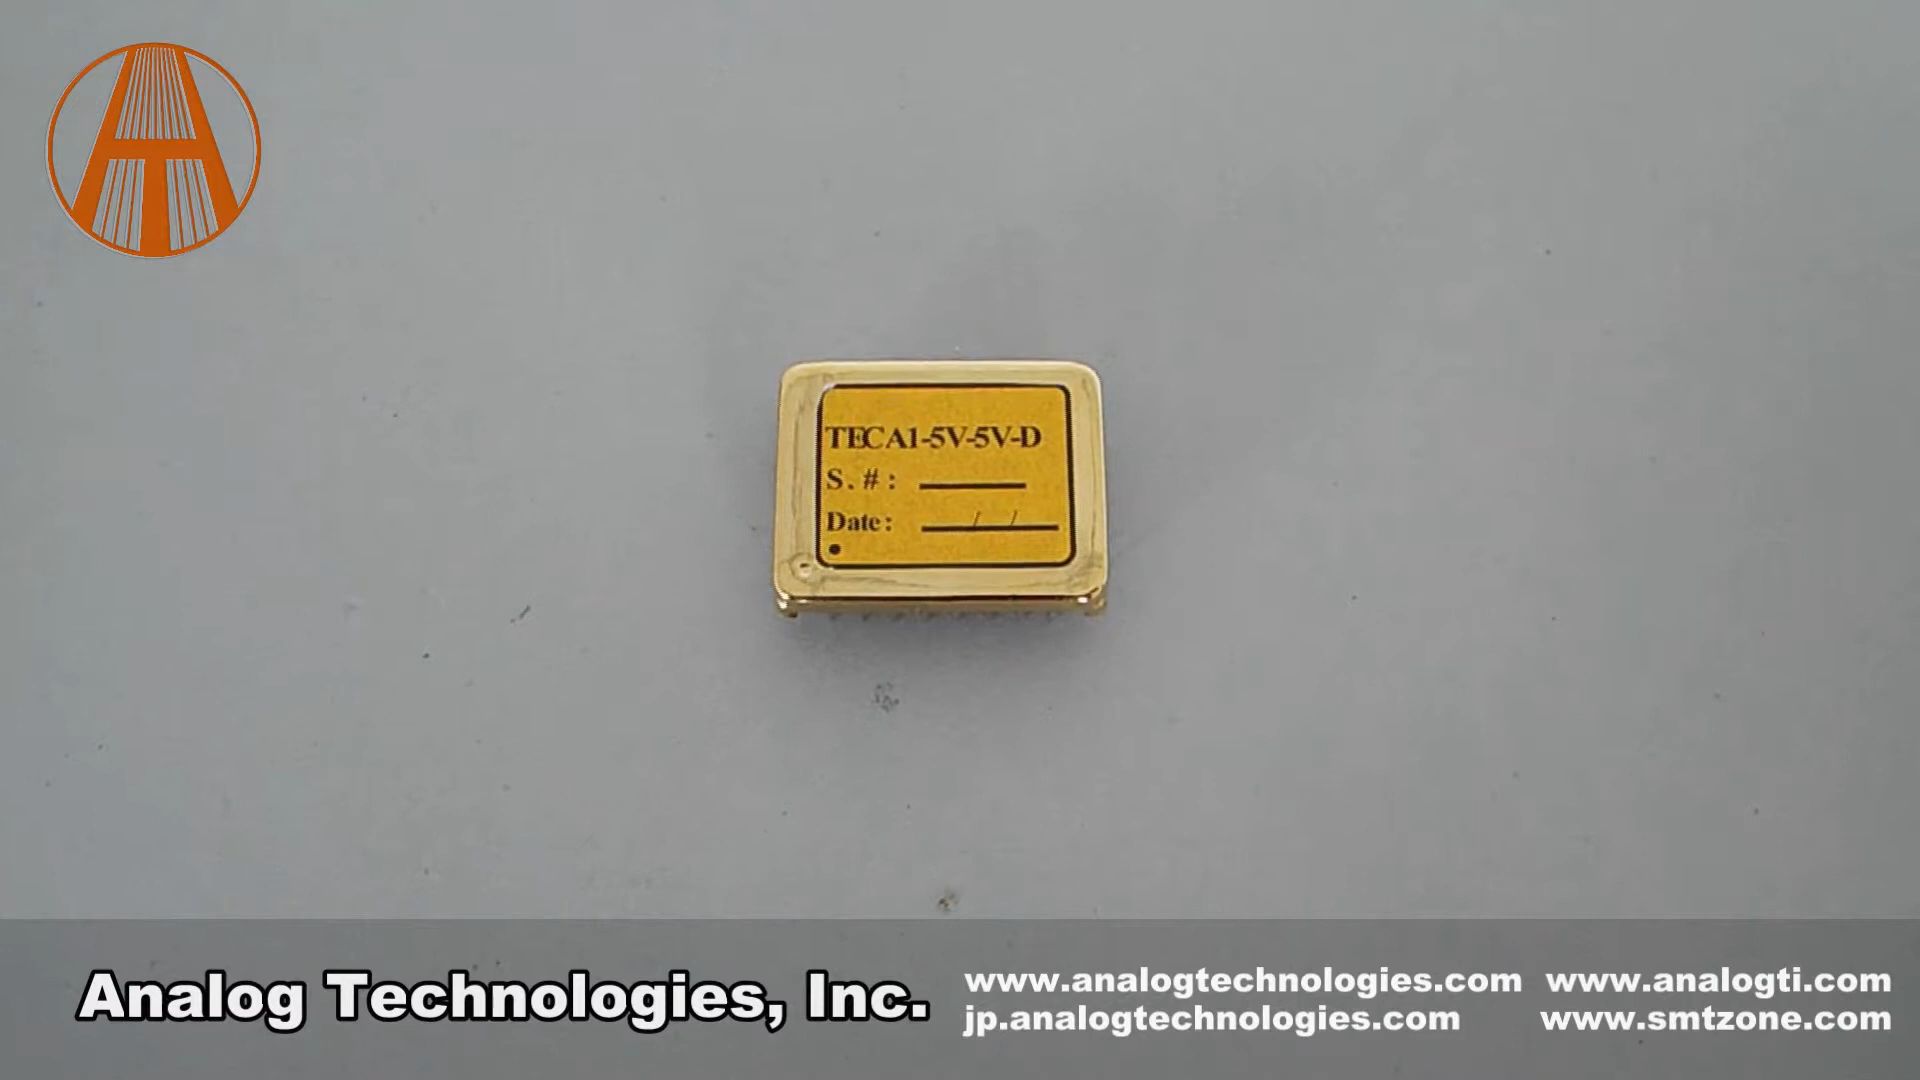 TECA1-5V-5V-D
S. # :
Date: / /
Analog Technologies, Inc.
www.analogtechnologies.com www.analogti.com
jp.analogtechnologies.com www.smtzone.com